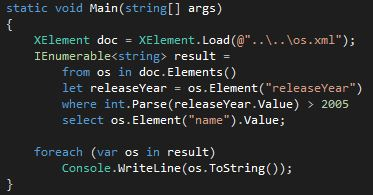 static void Main(string[] args)
{
XElement doc = XElement.Load(@"..\..\os.xml");
IEnumerable<string> result =
from os in doc.Elements()
let releaseYear = os.Element("releaseYear")
where int.Parse(releaseYear.Value) > 2005
select os.Element("name").Value;
foreach (var os in result)
Console.WriteLine(os.ToString());
}